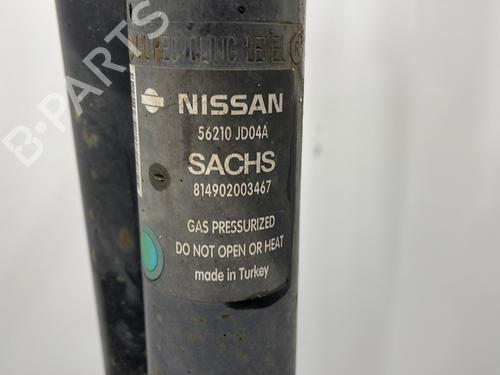 NISSAN
56210 JD04A
SACHS
814902003467
GAS PRESSURIZED
DO NOT OPEN OR HEAT
made in Turkey
B-PARTS